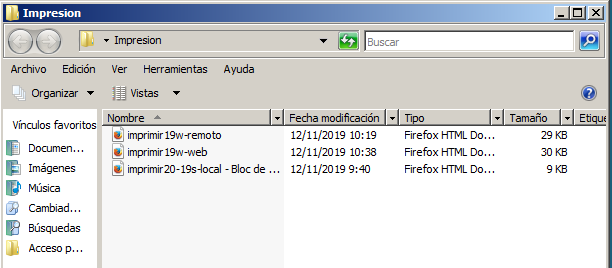 Impresion
Impresion
Buscar
Archivo Edición Ver Herramientas Ayuda
Organizar Vistas
Vínculos favoritos
Documen...
Imágenes
Música
Cambiad...
Búsquedas
Acceso p...
Nombre Fecha modificación Tipo Tamaño Etique
imprimir19w-remoto 12/11/2019 10:19 Firefox HTML Do... 29 KB
imprimir19w-web 12/11/2019 10:38 Firefox HTML Do... 30 KB
imprimir20-19s-local - Bloc de ... 12/11/2019 9:40 Firefox HTML Do... 9 KB